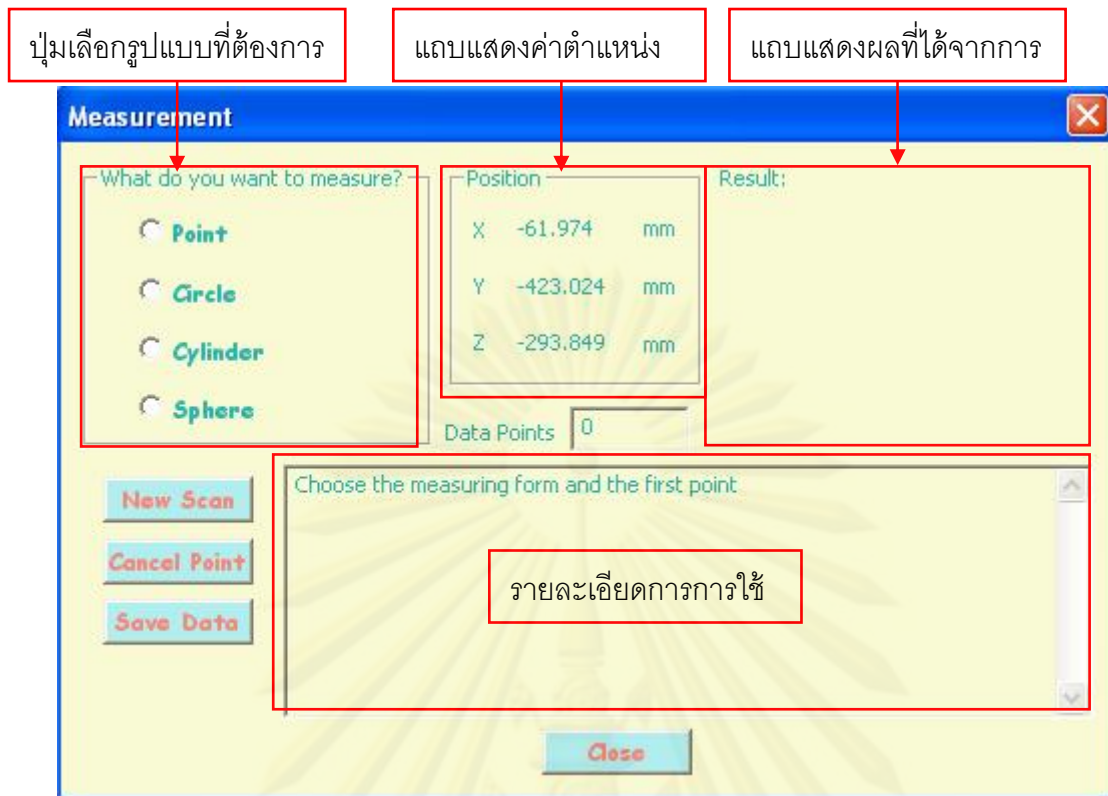 ปุ่มเลือกรูปแบบที่ต้องการ
แถบแสดงค่าตำแหน่ง
แถบแสดงผลที่ได้จากการ
Measurement
What do you want to measure?
Point
Circle
Cylinder
Sphere
Position
X -61.974 mm
Y -423.024 mm
Z -293.849 mm
Result:
Data Points 0
New Scan
Cancel Point
Save Data
Choose the measuring form and the first point
รายละเอียดการการใช้
Close